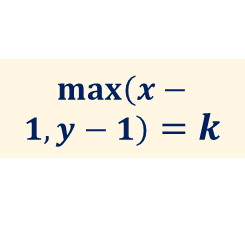 max(x −
1, y − 1) = k